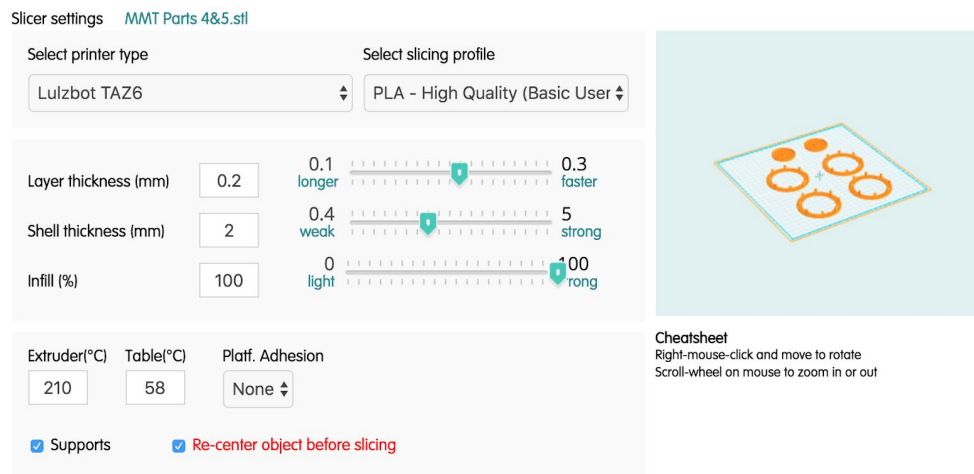 Slicer settings MMT Parts 4&5.stl
Select printer type Select slicing profile
Lulzbot TAZ6 PLA - High Quality (Basic User
Layer thickness (mm) 0.2 0.1 longer 0.3 faster
Shell thickness (mm) 2 0.4 weak 5 strong
Infill (%) 100 0 light 100 rong
Extruder(°C) Table(°C) Platf. Adhesion
210 58 None
Supports Re-center object before slicing
Cheatsheet
Right-mouse-click and move to rotate
Scroll-wheel on mouse to zoom in or out